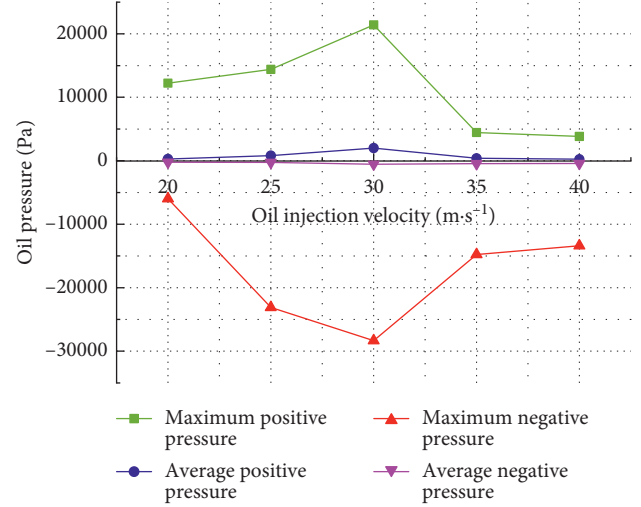 20000
10000
0
−10000
−20000
−30000
Oil pressure (Pa)
20 25 30 35 40
Oil injection velocity (m·s⁻¹)
Maximum positive
pressure
Average positive
pressure
Maximum negative
pressure
Average negative
pressure